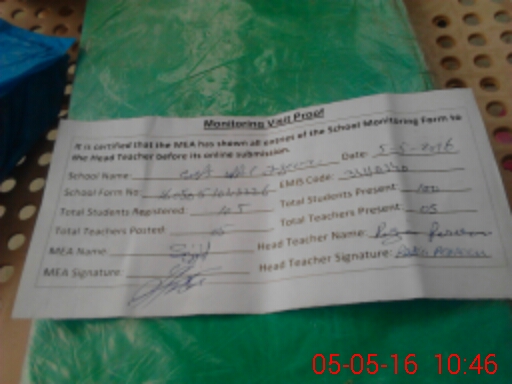 Monitoring Visit Proof
It is certified that the MEA has shown all entries of the School Monitoring Form to
the Head Teacher before its online submission.
School Name: Date: 5-5-2016
School Form No: EMIS Code:
Total Students Registered: 105 Total Students Present: 100
Total Teachers Posted: 05 Total Teachers Present: 05
MEA Name: Head Teacher Name:
MEA Signature: Head Teacher Signature:
05-05-16 10:46